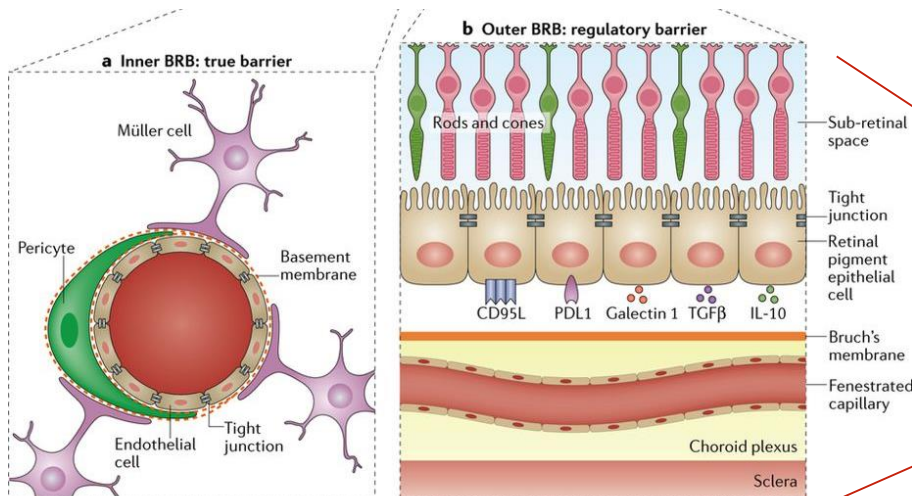 a Inner BRB: true barrier
Müller cell
Pericyte
Basement
membrane
Endothelial
cell
Tight
junction
b Outer BRB: regulatory barrier
Rods and cones
Sub-retinal
space
Tight
junction
Retinal
pigment
epithelial
cell
CD95L PDL1 Galectin 1 TGFβ IL-10
Bruch's
membrane
Fenestrated
capillary
Choroid plexus
Sclera